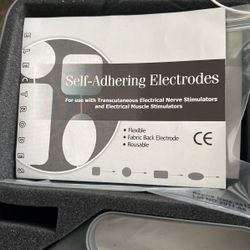 Self-Adhering Electrodes
For use with Transcutaneous Electrical Nerve Stimulators
and Electrical Muscle Stimulators
• Flexible
• Fabric Back Electrode
• Reusable
CE